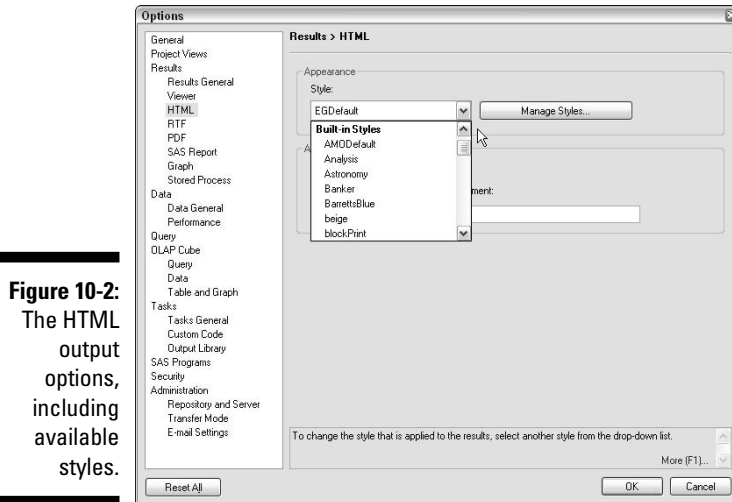 Options
General
Project Views
Results
Results General
Viewer
HTML
RTF
PDF
SAS Report
Graph
Stored Process
Data
Data General
Performance
Query
OLAP Cube
Query
Data
Table and Graph
Tasks
Tasks General
Custom Code
Output Library
SAS Programs
Security
Administration
Repository and Server
Transfer Mode
E-mail Settings
Reset All
Results > HTML
Appearance
Style:
EGDefault
Manage Styles...
Built-in Styles
AMODefault
Analysis
Astronomy
Banker
BarrettsBlue
beige
blockPrint
A
ment:
To change the style that is applied to the results, select another style from the drop-down list.
More (F1)...
OK
Cancel
Figure 10-2:
The HTML
output
options,
including
available
styles.